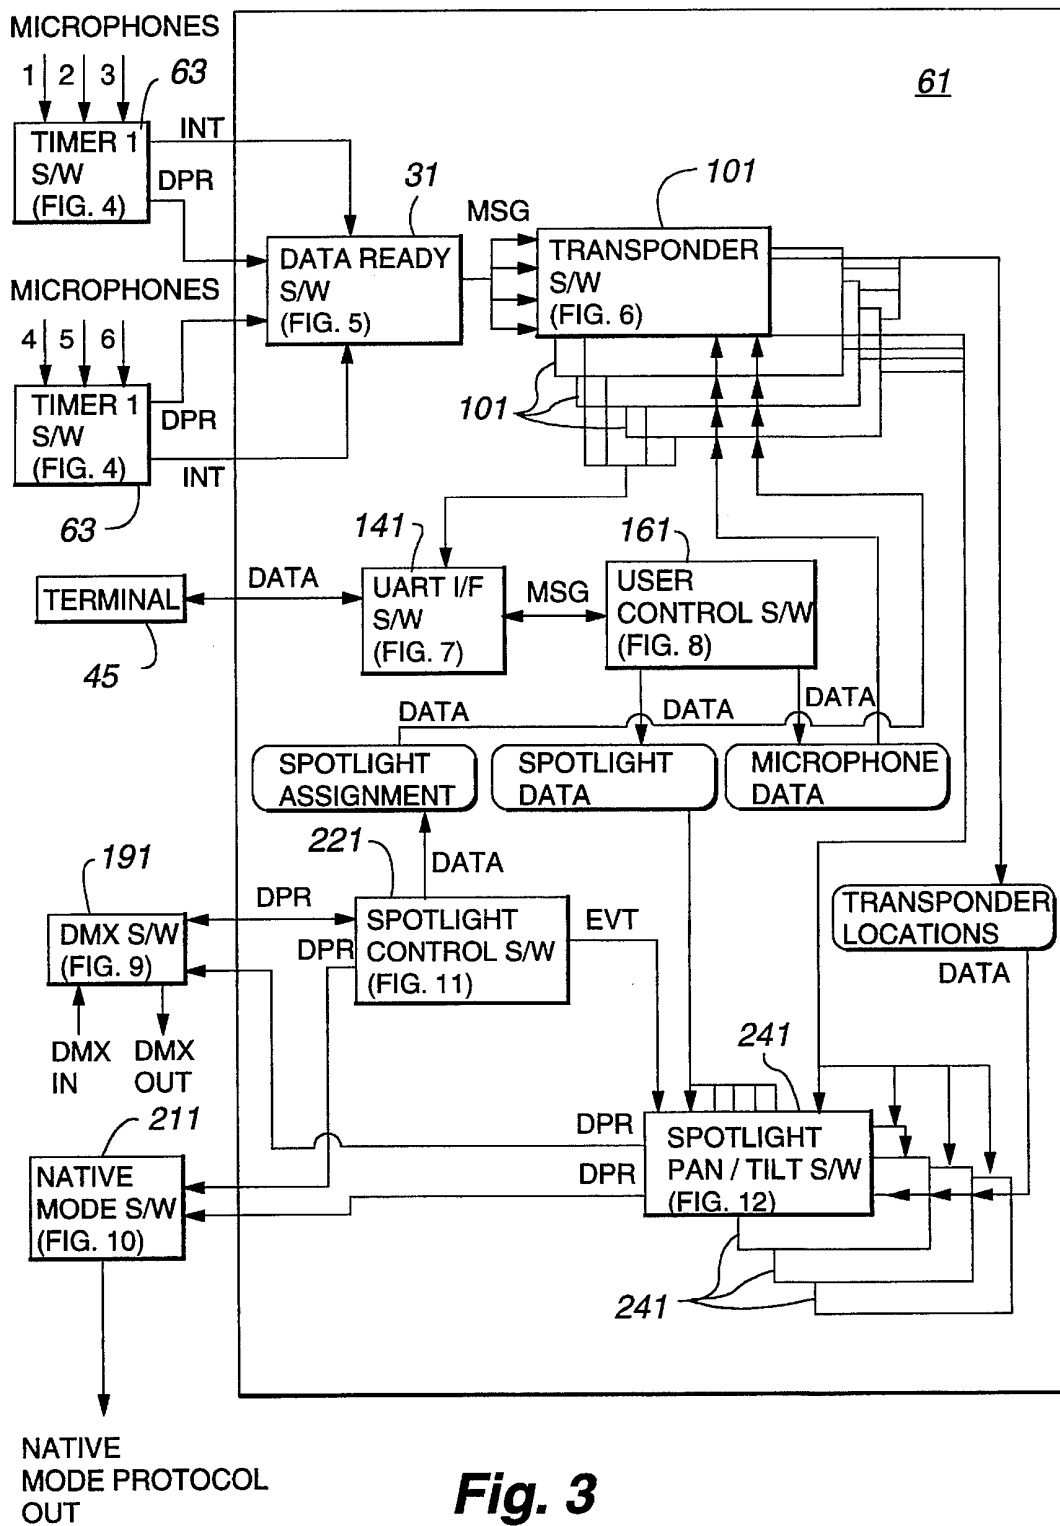 MICROPHONES
1 2 3
63
61
TIMER 1
S/W
(FIG. 4)
INT
DPR
31
MSG
101
DATA READY
S/W
(FIG. 5)
TRANSPONDER
S/W
(FIG. 6)
MICROPHONES
4 5 6
TIMER 1
S/W
(FIG. 4)
DPR
INT
63
101
141
161
TERMINAL
45
DATA
UART I/F
S/W
(FIG. 7)
MSG
USER
CONTROL S/W
(FIG. 8)
DATA
DATA
DATA
SPOTLIGHT
ASSIGNMENT
SPOTLIGHT
DATA
MICROPHONE
DATA
221
DATA
191
DPR
DPR
DMX S/W
(FIG. 9)
SPOTLIGHT
CONTROL S/W
(FIG. 11)
EVT
TRANSPONDER
LOCATIONS
DATA
DMX
IN
DMX
OUT
211
241
NATIVE
MODE S/W
(FIG. 10)
DPR
DPR
SPOTLIGHT
PAN / TILT S/W
(FIG. 12)
241
NATIVE
MODE PROTOCOL
OUT
Fig. 3